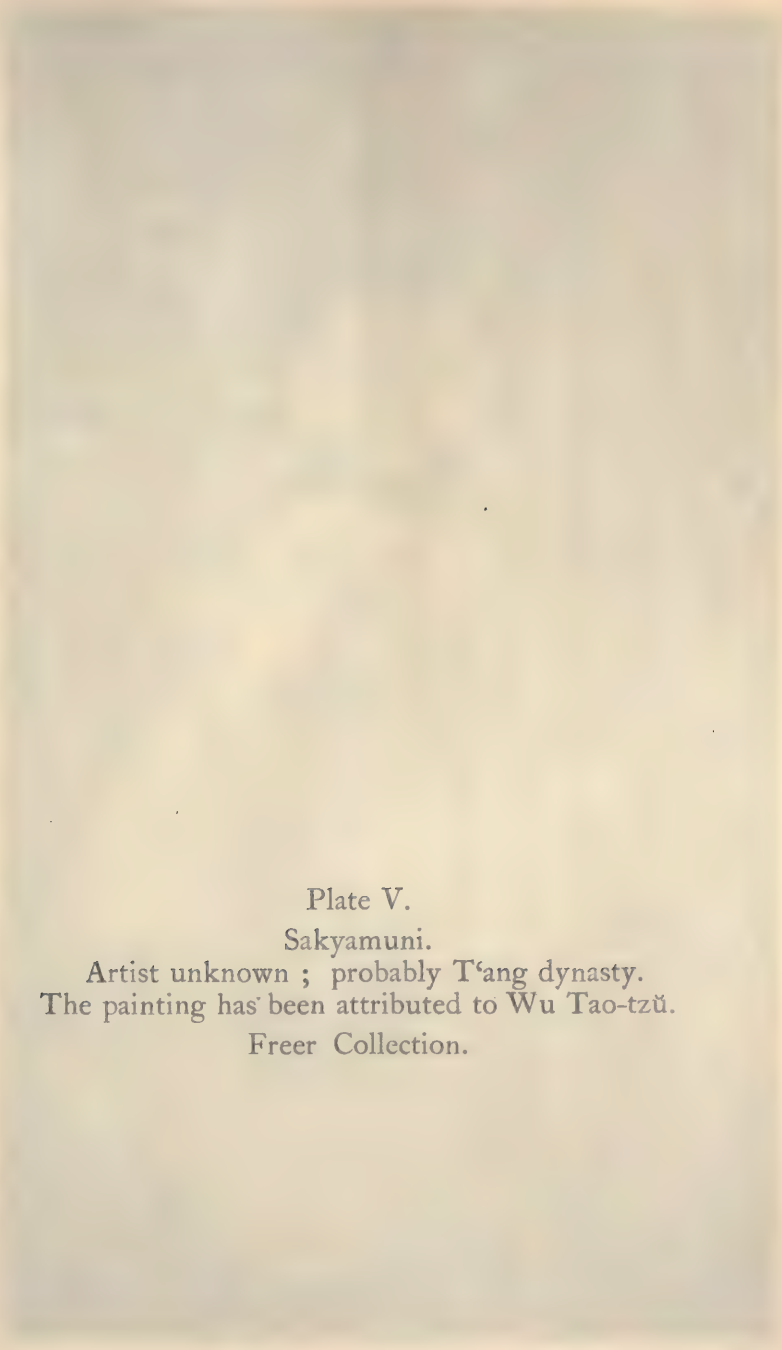 Plate V.
Sakyamuni.
Artist unknown ; probably T‘ang dynasty.
The painting has been attributed to Wu Tao-tzŭ.
Freer Collection.